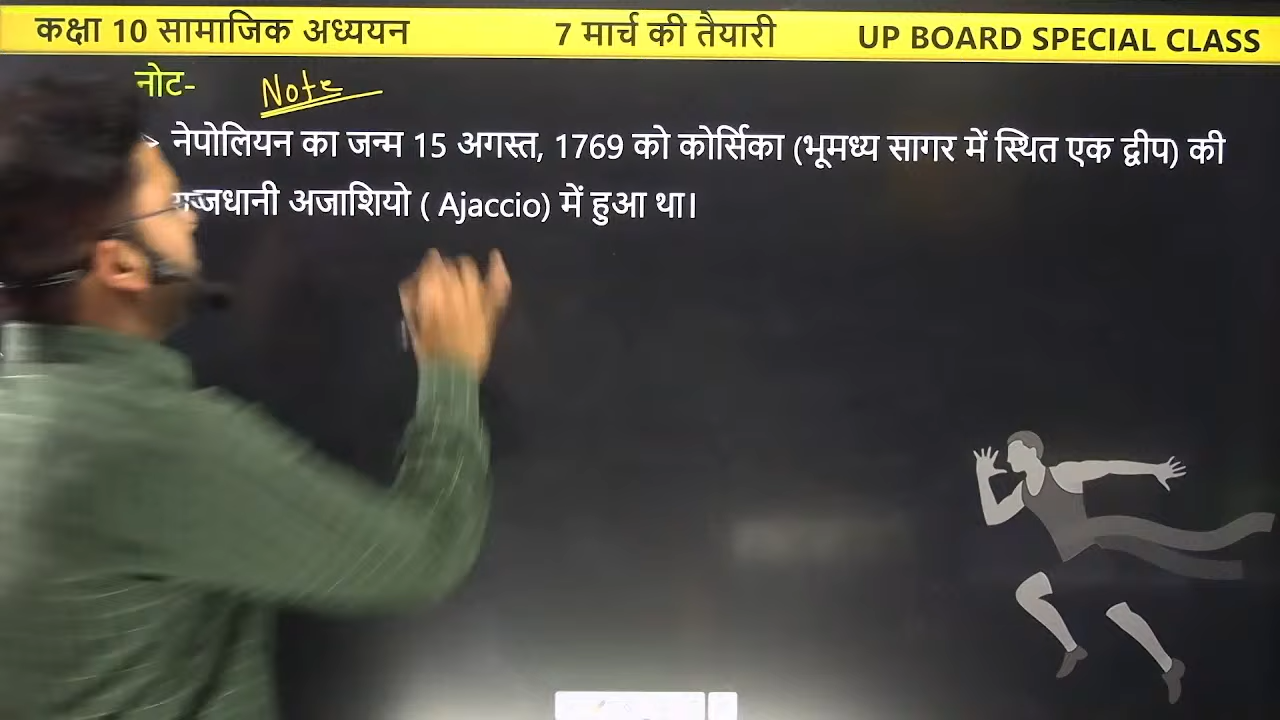 कक्षा 10 सामाजिक अध्ययन 7 मार्च की तैयारी UP BOARD SPECIAL CLASS
नोट- Note
नेपोलियन का जन्म 15 अगस्त, 1769 को कोर्सिका (भूमध्य सागर में स्थित एक द्वीप) की
राजधानी अजाशियो ( Ajaccio) में हुआ था।